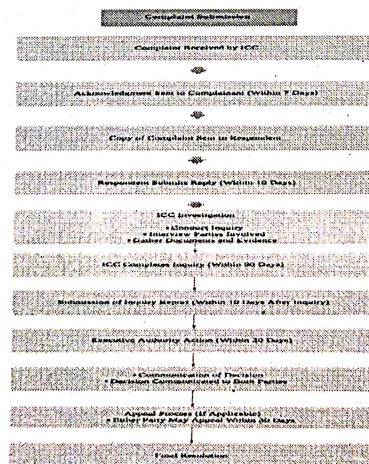 Complaint Submission
Complaint Received by ICC
Acknowledgment Sent to Complainant (Within 7 Days)
Copy of Complaint Sent to Respondent
Respondent Submits Reply (Within 10 Days)
ICC Investigation
• Conduct Inquiry
• Interview Parties Involved
• Gather Documents and Evidence
ICC Completes Inquiry (Within 90 Days)
Submission of Inquiry Report (Within 10 Days After Inquiry)
Executive Authority Action (Within 30 Days)
• Communication of Decision
• Decision Communicated to Both Parties
Appeal Process (If Applicable)
• Either Party May Appeal Within 30 Days
Final Resolution